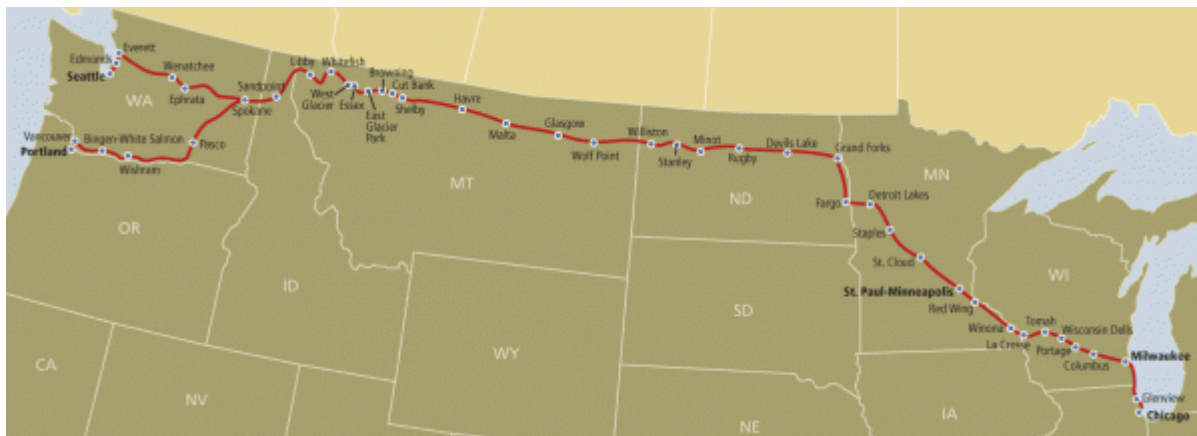 Everett
Edmonds
Seattle
Wenatchee
Ephrata
WA
Spokane
Sandpoint
Libby
Whitefish
West
Glacier
Essex
East
Glacier
Park
Browning
Cut Bank
Shelby
Havre
Malta
Glasgow
Wolf Point
Williston
Stanley
Minot
Rugby
Devils Lake
Grand Forks
Fargo
Detroit Lakes
Staples
St. Cloud
St. Paul-Minneapolis
Red Wing
Winona
La Crosse
Tomah
Wisconsin Dells
Portage
Columbus
Milwaukee
Glenview
Chicago
Vancouver
Portland
Bingen-White Salmon
Wishram
Pasco
MT
ND
MN
OR
ID
SD
WI
WY
CA
NV
NE
IA